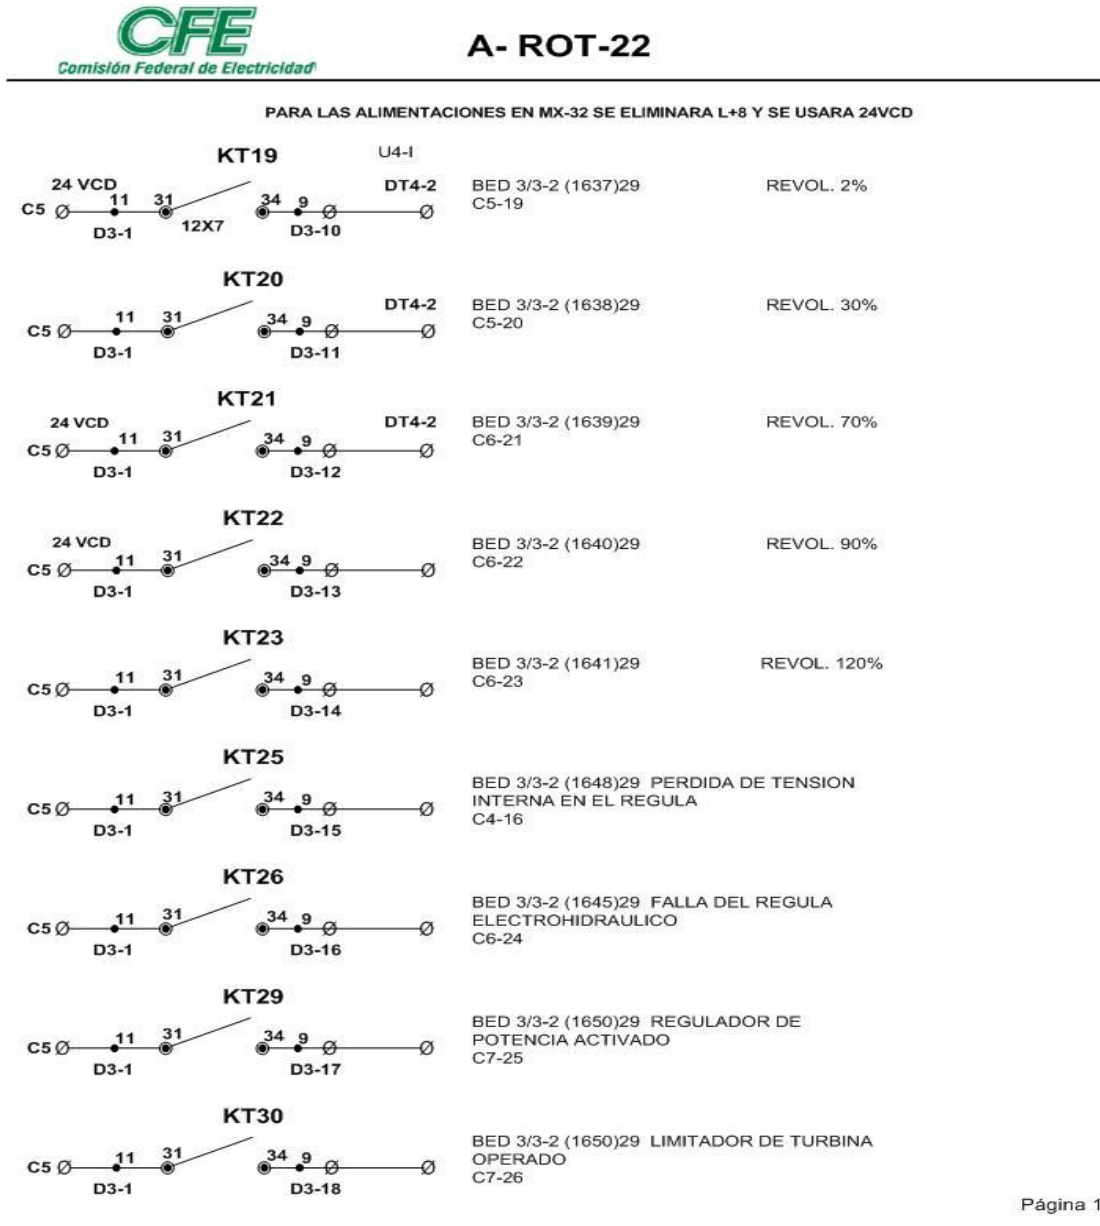 CFE
Comisión Federal de Electricidad
A- ROT-22
PARA LAS ALIMENTACIONES EN MX-32 SE ELIMINARA L+8 Y SE USARA 24VCD
KT19 U4-I
24 VCD DT4-2 BED 3/3-2 (1637)29 REVOL. 2%
C5 11 31 34 9 C5-19
D3-1 12X7 D3-10
KT20
DT4-2 BED 3/3-2 (1638)29 REVOL. 30%
C5 11 31 34 9 C5-20
D3-1 D3-11
KT21
24 VCD DT4-2 BED 3/3-2 (1639)29 REVOL. 70%
C5 11 31 34 9 C6-21
D3-1 D3-12
KT22
24 VCD BED 3/3-2 (1640)29 REVOL. 90%
C5 11 31 34 9 C6-22
D3-1 D3-13
KT23
BED 3/3-2 (1641)29 REVOL. 120%
C5 11 31 34 9 C6-23
D3-1 D3-14
KT25
BED 3/3-2 (1648)29 PERDIDA DE TENSION
INTERNA EN EL REGULA
C5 11 31 34 9 C4-16
D3-1 D3-15
KT26
BED 3/3-2 (1645)29 FALLA DEL REGULA
ELECTROHIDRAULICO
C5 11 31 34 9 C6-24
D3-1 D3-16
KT29
BED 3/3-2 (1650)29 REGULADOR DE
POTENCIA ACTIVADO
C5 11 31 34 9 C7-25
D3-1 D3-17
KT30
BED 3/3-2 (1650)29 LIMITADOR DE TURBINA
OPERADO
C5 11 31 34 9 C7-26
D3-1 D3-18
Página 1